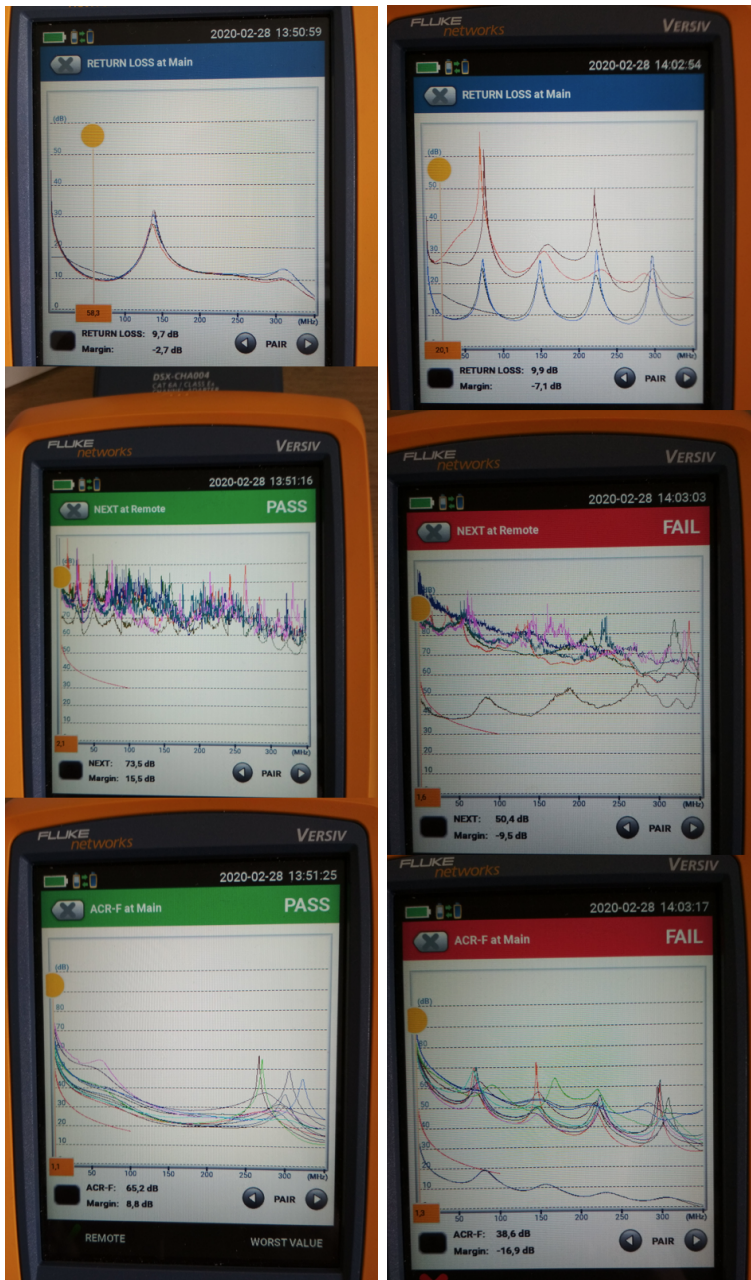 2020-02-28 13:50:59
RETURN LOSS at Main
(dB)
50
40
30
20
10
0
58,3
100
150
200
250
300
(MHz)
RETURN LOSS: 9,7 dB
Margin: -2,7 dB
PAIR
FLUKE networks VERSIV
2020-02-28 14:02:54
RETURN LOSS at Main
(dB)
50
40
30
20
10
20,1
100
150
200
250
300
(MHz)
RETURN LOSS: 9,9 dB
Margin: -7,1 dB
PAIR
DSX-CHA004
CAT 6A / CLASS EA
CHANNEL ADAPTER
FLUKE networks VERSIV
2020-02-28 13:51:16
NEXT at Remote PASS
60
50
40
30
20
10
0
50
100
150
200
250
300
(MHz)
NEXT: 73,5 dB
Margin: 15,5 dB
PAIR
FLUKE networks VERSIV
2020-02-28 14:03:03
NEXT at Remote FAIL
80
70
60
50
40
30
20
10
1,6
50
100
150
200
250
300
(MHz)
NEXT: 50,4 dB
Margin: -9,5 dB
PAIR
FLUKE networks VERSIV
2020-02-28 13:51:25
ACR-F at Main PASS
(dB)
70
60
50
40
30
20
10
50
100
150
200
250
300
(MHz)
ACR-F: 65,2 dB
Margin: 8,8 dB
PAIR
REMOTE WORST VALUE
FLUKE networks VERSIV
2020-02-28 14:03:17
ACR-F at Main FAIL
(dB)
80
70
60
50
40
30
20
10
1,3
50
100
150
200
250
300
(MHz)
ACR-F: 38,6 dB
Margin: -16,9 dB
PAIR